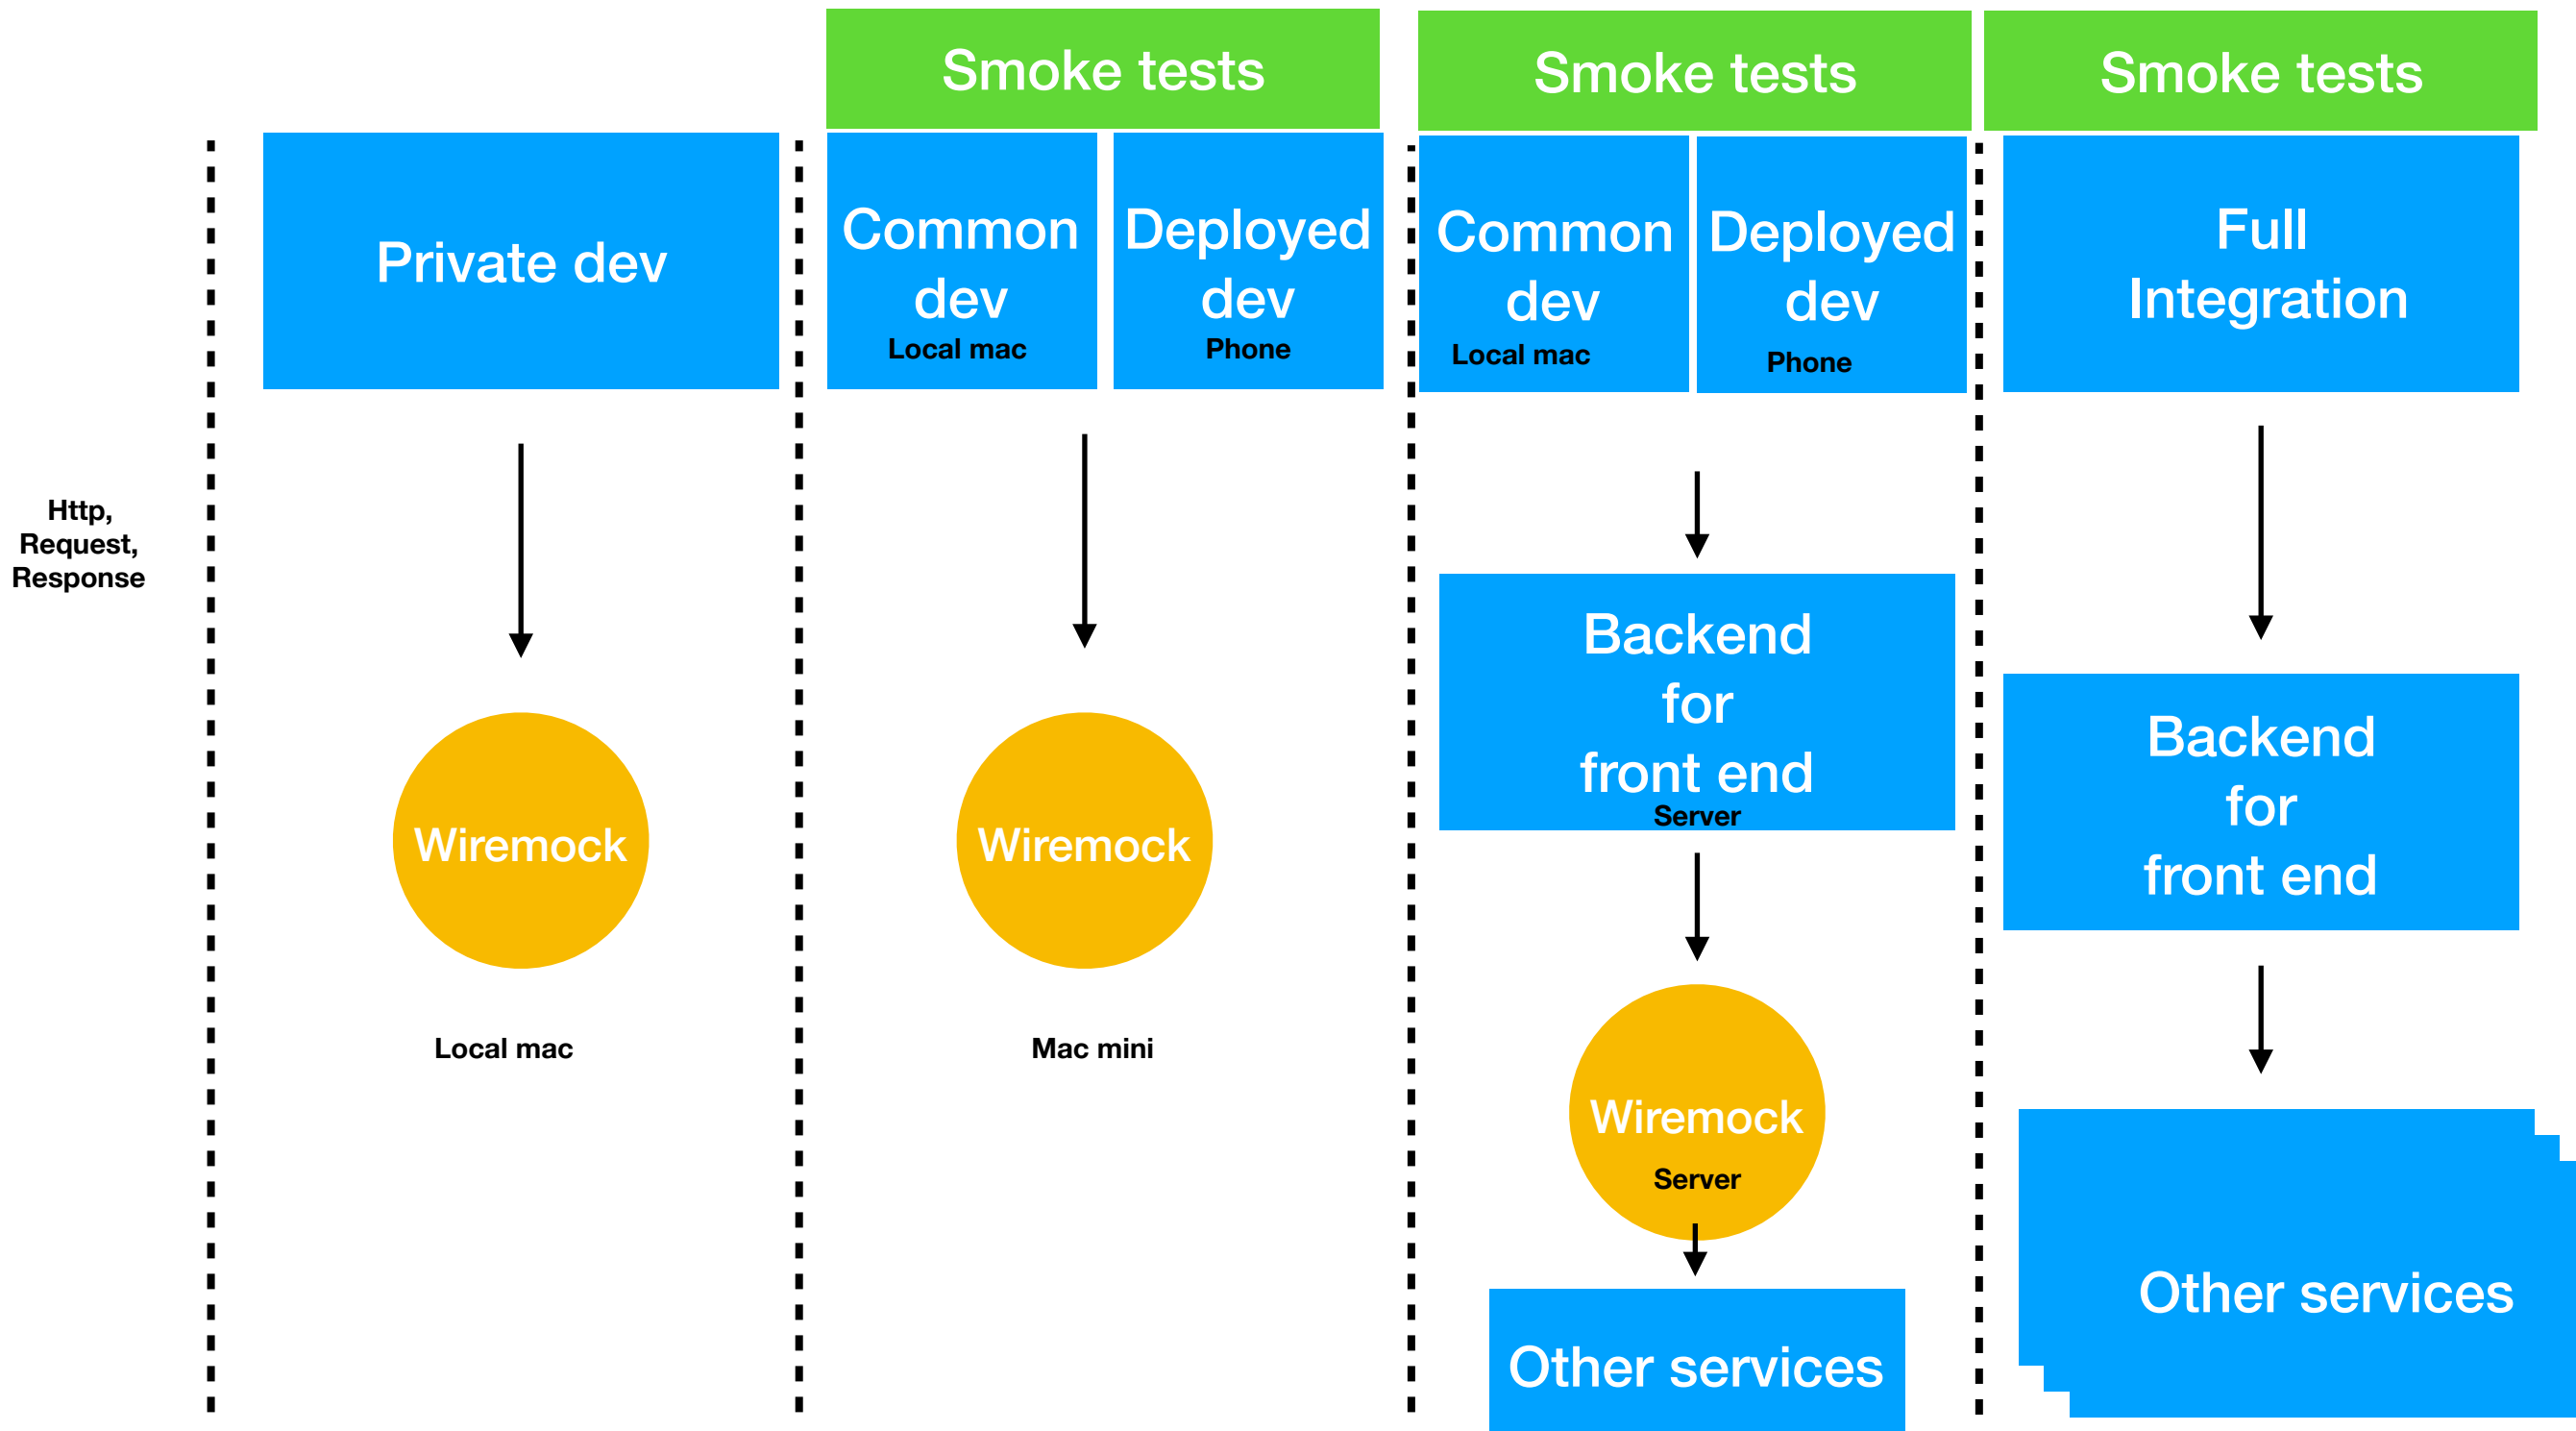 Smoke tests
Smoke tests
Smoke tests
Private dev
Common
dev
Local mac
Deployed
dev
Phone
Common
dev
Local mac
Deployed
dev
Phone
Full
Integration
Http,
Request,
Response
Wiremock
Local mac
Wiremock
Mac mini
Backend
for
front end
Server
Wiremock
Server
Other services
Backend
for
front end
Other services